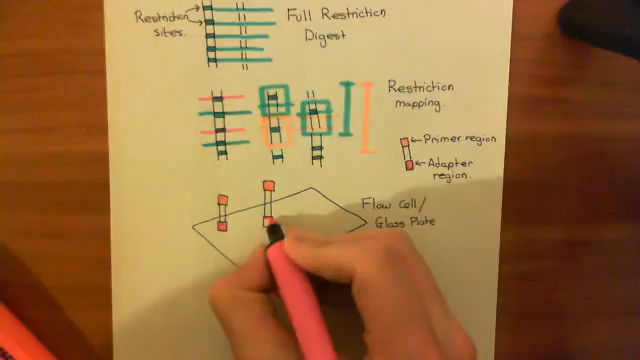 Restriction
sites.
Full Restriction
Digest
Restriction
mapping.
Primer region
Adapter
region.
Flow Cell/
Glass Plate